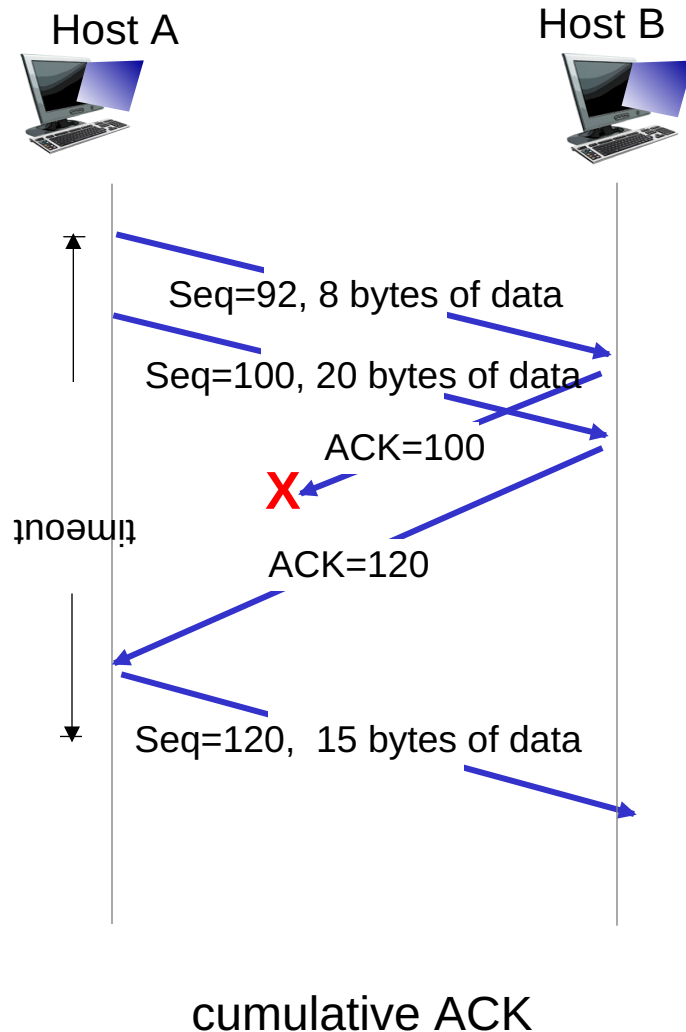 Host A
Host B
Seq=92, 8 bytes of data
Seq=100, 20 bytes of data
ACK=100
X
timeout
ACK=120
Seq=120,  15 bytes of data
cumulative ACK